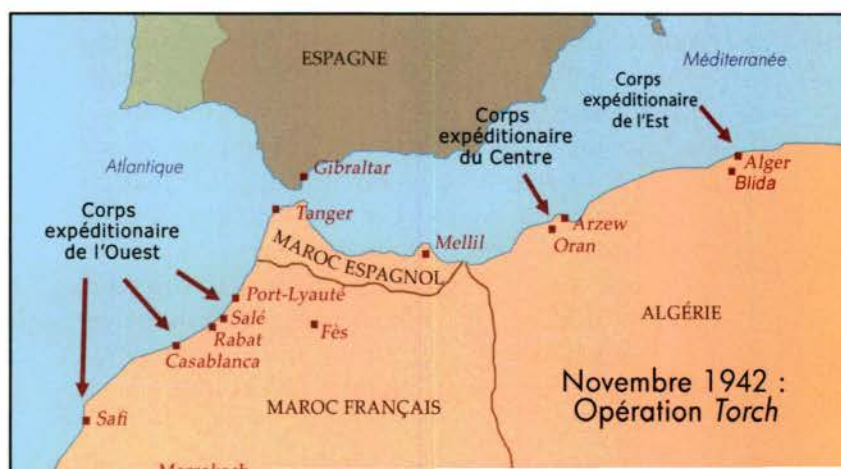 ESPAGNE
Méditerranée
Corps
expéditionaire
de l'Est
Corps
expéditionaire
du Centre
Atlantique
Gibraltar
Alger
Blida
Corps
expéditionaire
de l'Ouest
Tanger
Arzew
Oran
Mellil
MAROC ESPAGNOL
Port-Lyauté
Salé
Rabat
Fès
Casablanca
ALGÉRIE
Novembre 1942 :
Opération Torch
Safi
MAROC FRANÇAIS